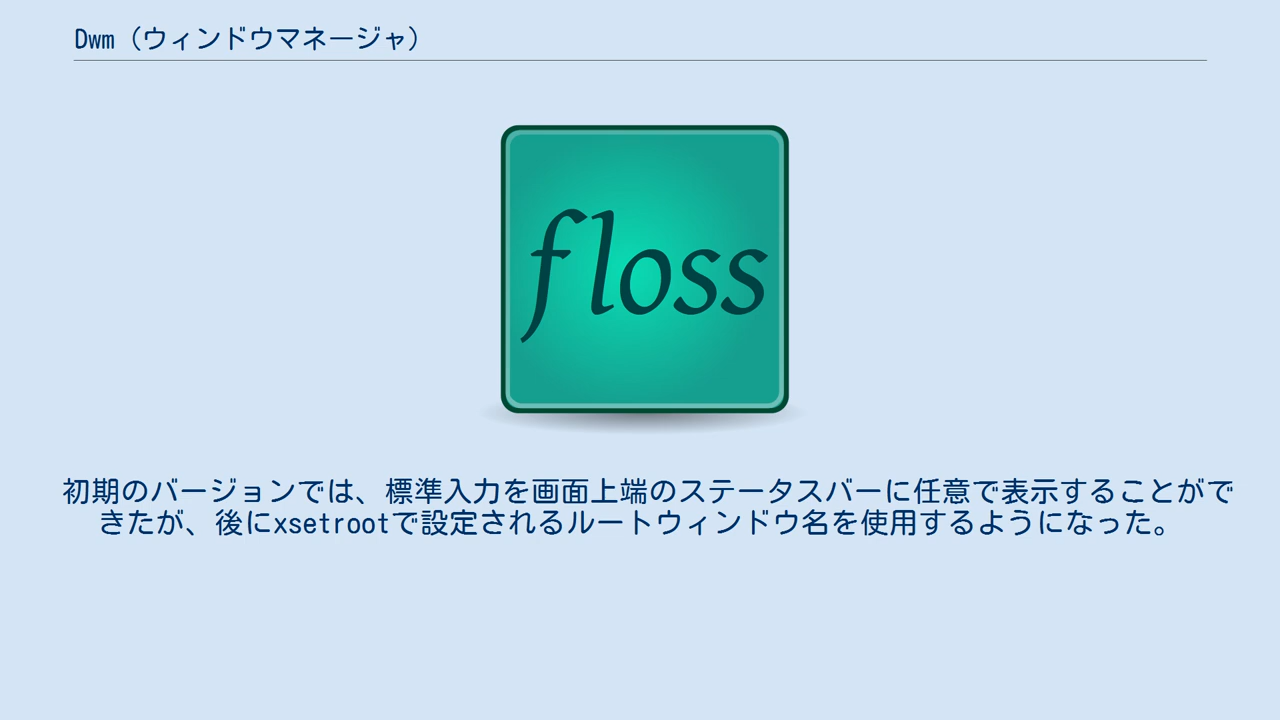 Dwm（ウィンドウマネージャ）
floss
初期のバージョンでは、標準入力を画面上端のステータスバーに任意で表示することがで
きたが、後にxsetrootで設定されるルートウィンドウ名を使用するようになった。